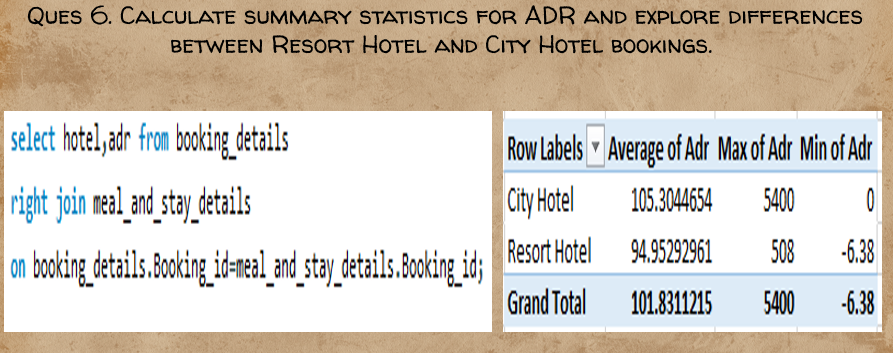 Ques 6. Calculate summary statistics for ADR and explore differences
between Resort Hotel and City Hotel bookings.
select hotel,adr from booking_details
right join meal_and_stay_details
on booking_details.Booking_id=meal_and_stay_details.Booking_id;
Row Labels Average of Adr Max of Adr Min of Adr
City Hotel 105.3044654 5400 0
Resort Hotel 94.95292961 508 -6.38
Grand Total 101.8311215 5400 -6.38